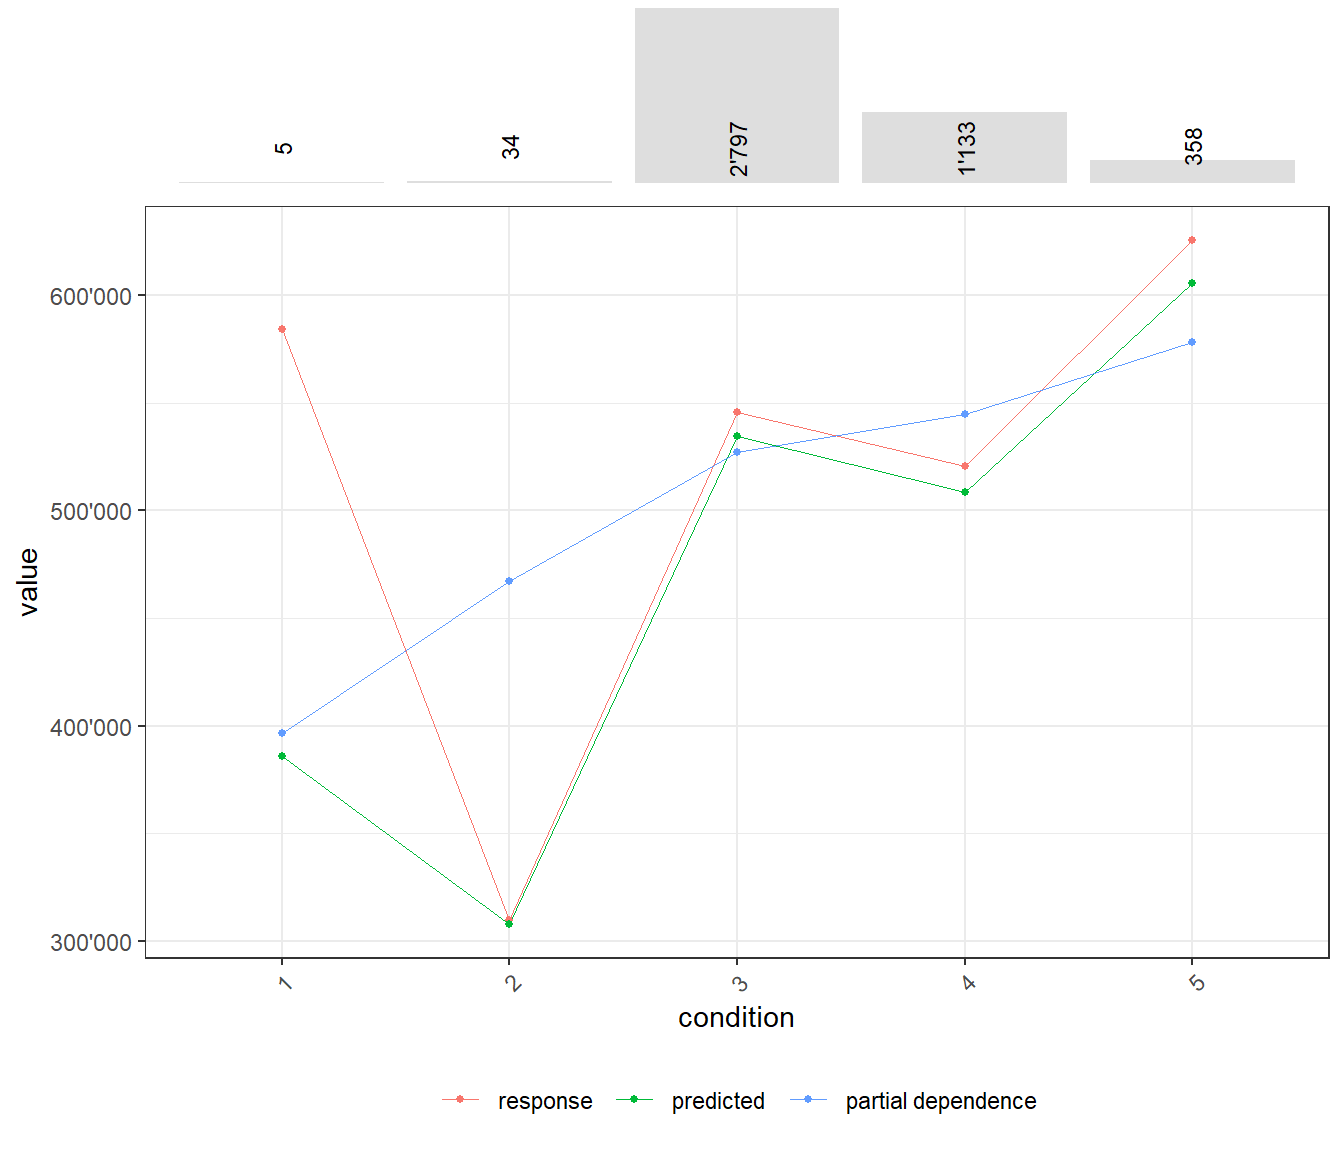 5
34
2'797
1'133
358
600'000
500'000
400'000
300'000
value
1 2 3 4 5
condition
response predicted partial dependence